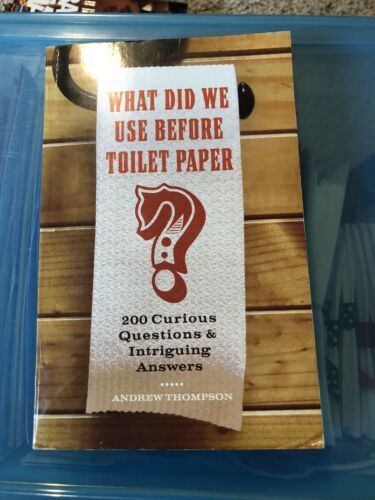 WHAT DID WE
USE BEFORE
TOILET PAPER
?
200 Curious
Questions &
Intriguing
Answers
ANDREW THOMPSON